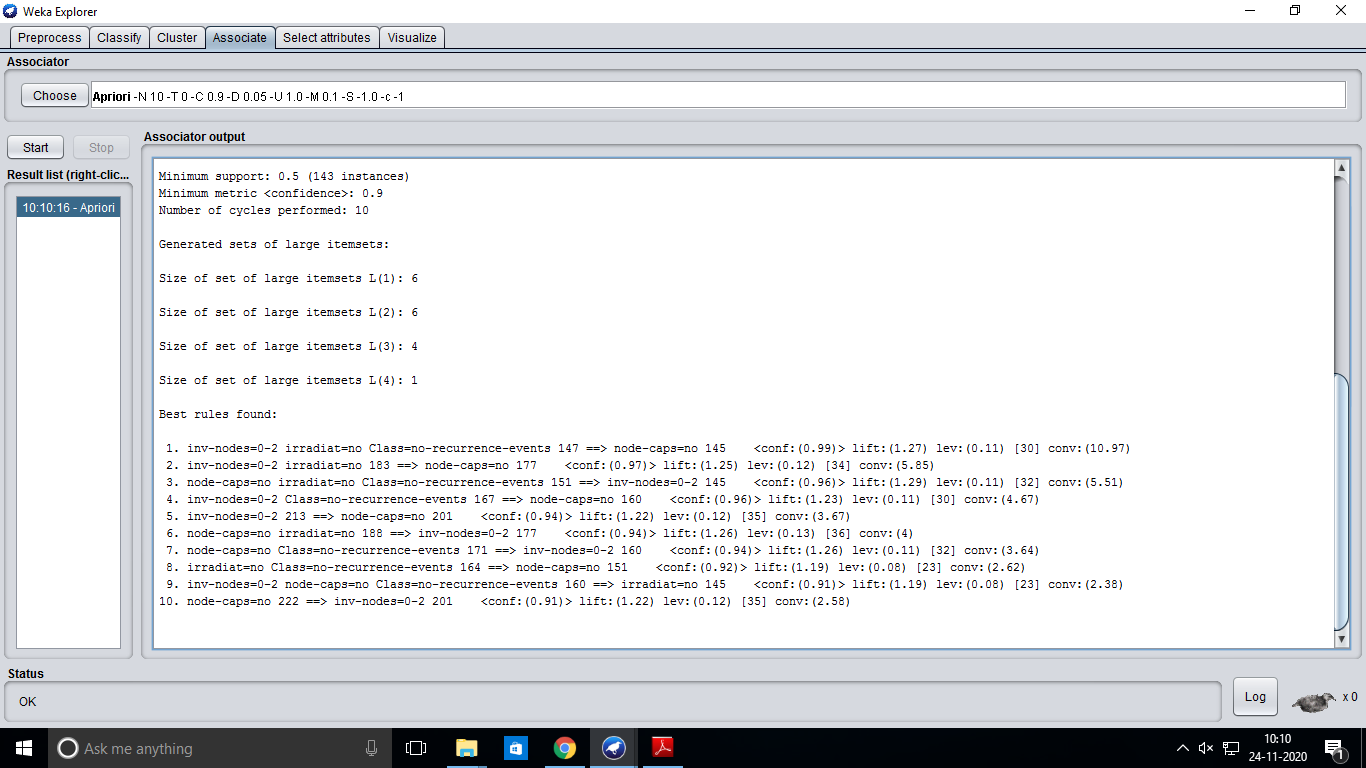 Weka Explorer
Preprocess Classify Cluster Associate Select attributes Visualize
Associator
Choose Apriori -N 10 -T 0 -C 0.9 -D 0.05 -U 1.0 -M 0.1 -S -1.0 -c -1
Start Stop
Result list (right-clic...
10:10:16 - Apriori
Associator output
Minimum support: 0.5 (143 instances)
Minimum metric <confidence>: 0.9
Number of cycles performed: 10
Generated sets of large itemsets:
Size of set of large itemsets L(1): 6
Size of set of large itemsets L(2): 6
Size of set of large itemsets L(3): 4
Size of set of large itemsets L(4): 1
Best rules found:
1. inv-nodes=0-2 irradiat=no Class=no-recurrence-events 147 ==> node-caps=no 145 <conf:(0.99)> lift:(1.27) lev:(0.11) [30] conv:(10.97)
2. inv-nodes=0-2 irradiat=no 183 ==> node-caps=no 177 <conf:(0.97)> lift:(1.25) lev:(0.12) [34] conv:(5.85)
3. node-caps=no irradiat=no Class=no-recurrence-events 151 ==> inv-nodes=0-2 145 <conf:(0.96)> lift:(1.29) lev:(0.11) [32] conv:(5.51)
4. inv-nodes=0-2 Class=no-recurrence-events 167 ==> node-caps=no 160 <conf:(0.96)> lift:(1.23) lev:(0.11) [30] conv:(4.67)
5. inv-nodes=0-2 213 ==> node-caps=no 201 <conf:(0.94)> lift:(1.22) lev:(0.12) [35] conv:(3.67)
6. node-caps=no irradiat=no 188 ==> inv-nodes=0-2 177 <conf:(0.94)> lift:(1.26) lev:(0.13) [36] conv:(4)
7. node-caps=no Class=no-recurrence-events 171 ==> inv-nodes=0-2 160 <conf:(0.94)> lift:(1.26) lev:(0.11) [32] conv:(3.64)
8. irradiat=no Class=no-recurrence-events 164 ==> node-caps=no 151 <conf:(0.92)> lift:(1.19) lev:(0.08) [23] conv:(2.62)
9. inv-nodes=0-2 node-caps=no Class=no-recurrence-events 160 ==> irradiat=no 145 <conf:(0.91)> lift:(1.19) lev:(0.08) [23] conv:(2.38)
10. node-caps=no 222 ==> inv-nodes=0-2 201 <conf:(0.91)> lift:(1.22) lev:(0.12) [35] conv:(2.58)
Status
OK
Log
x 0
Ask me anything
10:10
24-11-2020
1